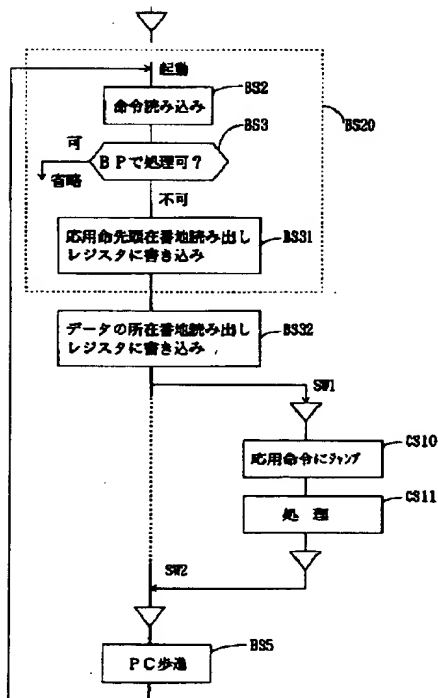 起動
BS2
命令読み込み
BS3
BS20
可
BPで処理可?
省略
不可
応用命先頭在番地読み出し
レジスタに書き込み
BS31
データの所在番地読み出し
レジスタに書き込み
BS32
SW1
CS10
応用命令にジャンプ
CS11
処 理
SW2
BS5
PC歩進